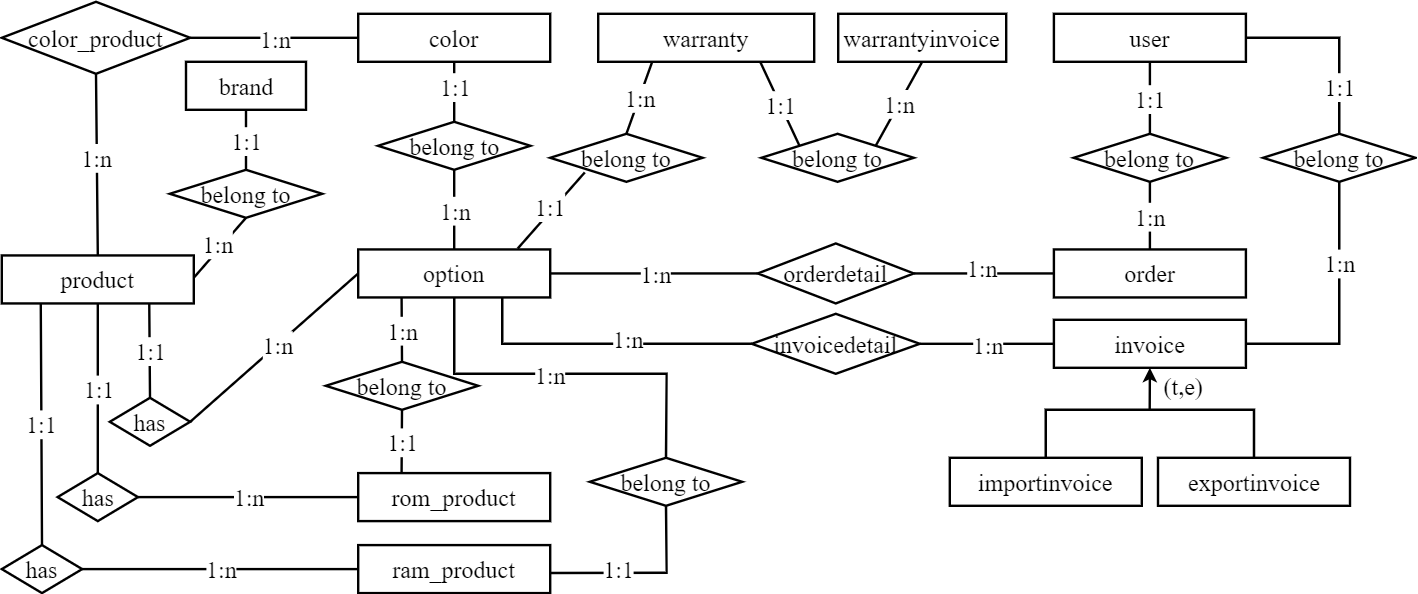 color_product
1:n
color
warranty
warrantyinvoice
user
brand
1:1
1:n
1:1
1:n
1:1
1:1
1:1
1:n
belong to
belong to
belong to
belong to
belong to
belong to
1:1
1:n
1:n
1:n
product
option
1:n
orderdetail
1:n
order
1:n
1:n
1:1
1:n
1:n
1:n
invoicedetail
1:n
invoice
1:1
1:1
has
belong to
1:n
(t,e)
1:1
has
1:n
rom_product
belong to
importinvoice
exportinvoice
has
1:n
ram_product
1:1